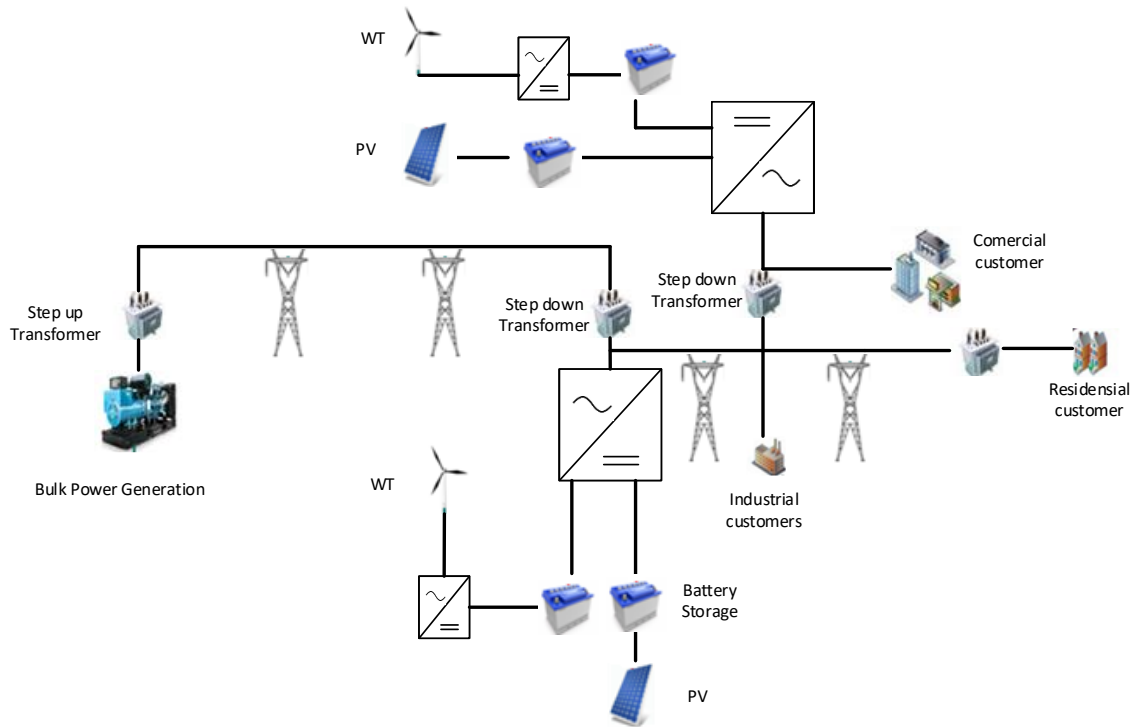 WT
PV
Comercial
customer
Step down
Transformer
Step up
Transformer
Step down
Transformer
Residensial
customer
Bulk Power Generation
WT
Industrial
customers
Battery
Storage
PV